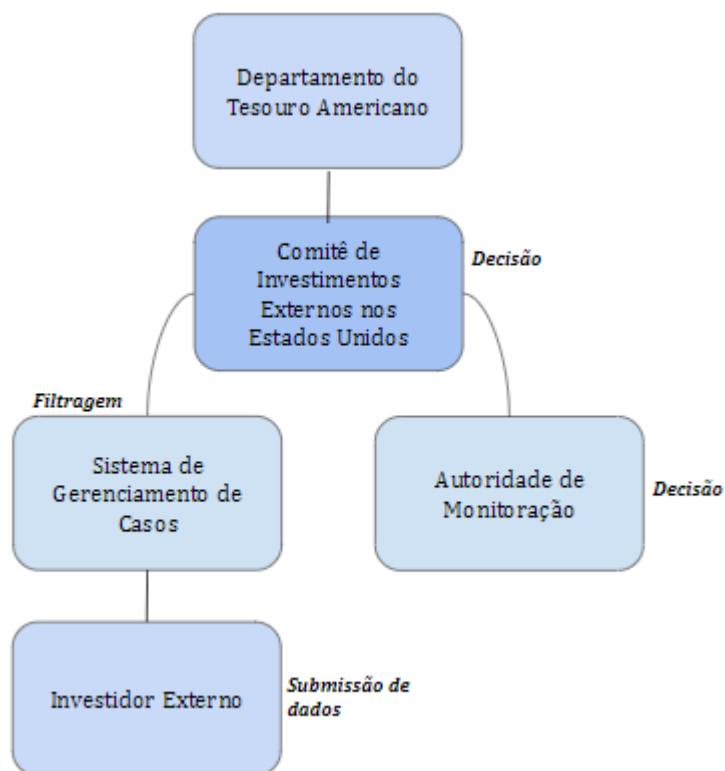 Departamento do
Tesouro Americano
Comitê de
Investimentos
Externos nos
Estados Unidos
Decisão
Filtragem
Sistema de
Gerenciamento de
Casos
Autoridade de
Monitoração
Decisão
Investidor Externo
Submissão de
dados